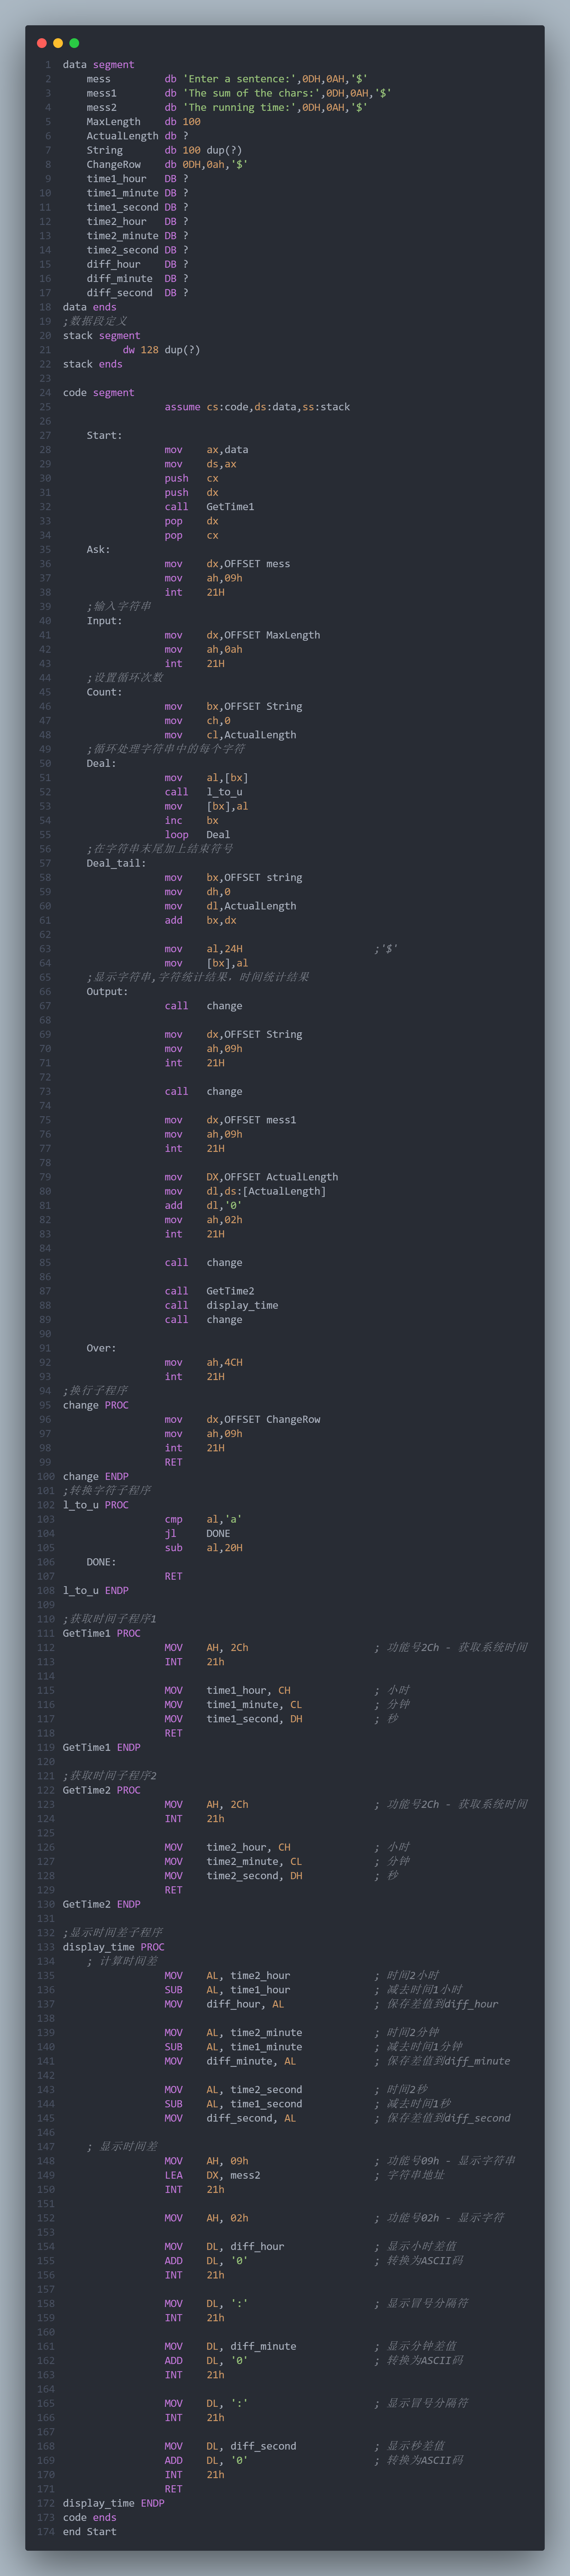 1 data segment
2     mess         db 'Enter a sentence:',0DH,0AH,'$'
3     mess1        db 'The sum of the chars:',0DH,0AH,'$'
4     mess2        db 'The running time:',0DH,0AH,'$'
5     MaxLength    db 100
6     ActualLength db ?
7     String       db 100 dup(?)
8     ChangeRow    db 0DH,0ah,'$'
9     time1_hour   DB ?
10     time1_minute DB ?
11     time1_second DB ?
12     time2_hour   DB ?
13     time2_minute DB ?
14     time2_second DB ?
15     diff_hour    DB ?
16     diff_minute  DB ?
17     diff_second  DB ?
18 data ends
19 ;数据段定义
20 stack segment
21           dw 128 dup(?)
22 stack ends
23
24 code segment
25                  assume cs:code,ds:data,ss:stack
26
27     Start:
28                  mov    ax,data
29                  mov    ds,ax
30                  push   cx
31                  push   dx
32                  call   GetTime1
33                  pop    dx
34                  pop    cx
35     Ask:
36                  mov    dx,OFFSET mess
37                  mov    ah,09h
38                  int    21H
39     ;输入字符串
40     Input:
41                  mov    dx,OFFSET MaxLength
42                  mov    ah,0ah
43                  int    21H
44     ;设置循环次数
45     Count:
46                  mov    bx,OFFSET String
47                  mov    ch,0
48                  mov    cl,ActualLength
49     ;循环处理字符串中的每个字符
50     Deal:
51                  mov    al,[bx]
52                  call   l_to_u
53                  mov    [bx],al
54                  inc    bx
55                  loop   Deal
56     ;在字符串末尾加上结束符号
57     Deal_tail:
58                  mov    bx,OFFSET string
59                  mov    dh,0
60                  mov    dl,ActualLength
61                  add    bx,dx
62
63                  mov    al,24H                      ;'$'
64                  mov    [bx],al
65     ;显示字符串,字符统计结果，时间统计结果
66     Output:
67                  call   change
68
69                  mov    dx,OFFSET String
70                  mov    ah,09h
71                  int    21H
72
73                  call   change
74
75                  mov    dx,OFFSET mess1
76                  mov    ah,09h
77                  int    21H
78
79                  mov    DX,OFFSET ActualLength
80                  mov    dl,ds:[ActualLength]
81                  add    dl,'0'
82                  mov    ah,02h
83                  int    21H
84
85                  call   change
86
87                  call   GetTime2
88                  call   display_time
89                  call   change
90
91     Over:
92                  mov    ah,4CH
93                  int    21H
94 ;换行子程序
95 change PROC
96                  mov    dx,OFFSET ChangeRow
97                  mov    ah,09h
98                  int    21H
99                  RET
100 change ENDP
101 ;转换字符子程序
102 l_to_u PROC
103                  cmp    al,'a'
104                  jl     DONE
105                  sub    al,20H
106     DONE:
107                  RET
108 l_to_u ENDP
109
110 ;获取时间子程序1
111 GetTime1 PROC
112                  MOV    AH, 2Ch                     ; 功能号2Ch - 获取系统时间
113                  INT    21h
114
115                  MOV    time1_hour, CH              ; 小时
116                  MOV    time1_minute, CL            ; 分钟
117                  MOV    time1_second, DH            ; 秒
118                  RET
119 GetTime1 ENDP
120
121 ;获取时间子程序2
122 GetTime2 PROC
123                  MOV    AH, 2Ch                     ; 功能号2Ch - 获取系统时间
124                  INT    21h
125
126                  MOV    time2_hour, CH              ; 小时
127                  MOV    time2_minute, CL            ; 分钟
128                  MOV    time2_second, DH            ; 秒
129                  RET
130 GetTime2 ENDP
131
132 ;显示时间差子程序
133 display_time PROC
134     ; 计算时间差
135                  MOV    AL, time2_hour              ; 时间2小时
136                  SUB    AL, time1_hour              ; 减去时间1小时
137                  MOV    diff_hour, AL               ; 保存差值到diff_hour
138
139                  MOV    AL, time2_minute            ; 时间2分钟
140                  SUB    AL, time1_minute            ; 减去时间1分钟
141                  MOV    diff_minute, AL             ; 保存差值到diff_minute
142
143                  MOV    AL, time2_second            ; 时间2秒
144                  SUB    AL, time1_second            ; 减去时间1秒
145                  MOV    diff_second, AL             ; 保存差值到diff_second
146
147     ; 显示时间差
148                  MOV    AH, 09h                     ; 功能号09h - 显示字符串
149                  LEA    DX, mess2                   ; 字符串地址
150                  INT    21h
151
152                  MOV    AH, 02h                     ; 功能号02h - 显示字符
153
154                  MOV    DL, diff_hour               ; 显示小时差值
155                  ADD    DL, '0'                     ; 转换为ASCII码
156                  INT    21h
157
158                  MOV    DL, ':'                     ; 显示冒号分隔符
159                  INT    21h
160
161                  MOV    DL, diff_minute             ; 显示分钟差值
162                  ADD    DL, '0'                     ; 转换为ASCII码
163                  INT    21h
164
165                  MOV    DL, ':'                     ; 显示冒号分隔符
166                  INT    21h
167
168                  MOV    DL, diff_second             ; 显示秒差值
169                  ADD    DL, '0'                     ; 转换为ASCII码
170                  INT    21h
171                  RET
172 display_time ENDP
173 code ends
174 end Start